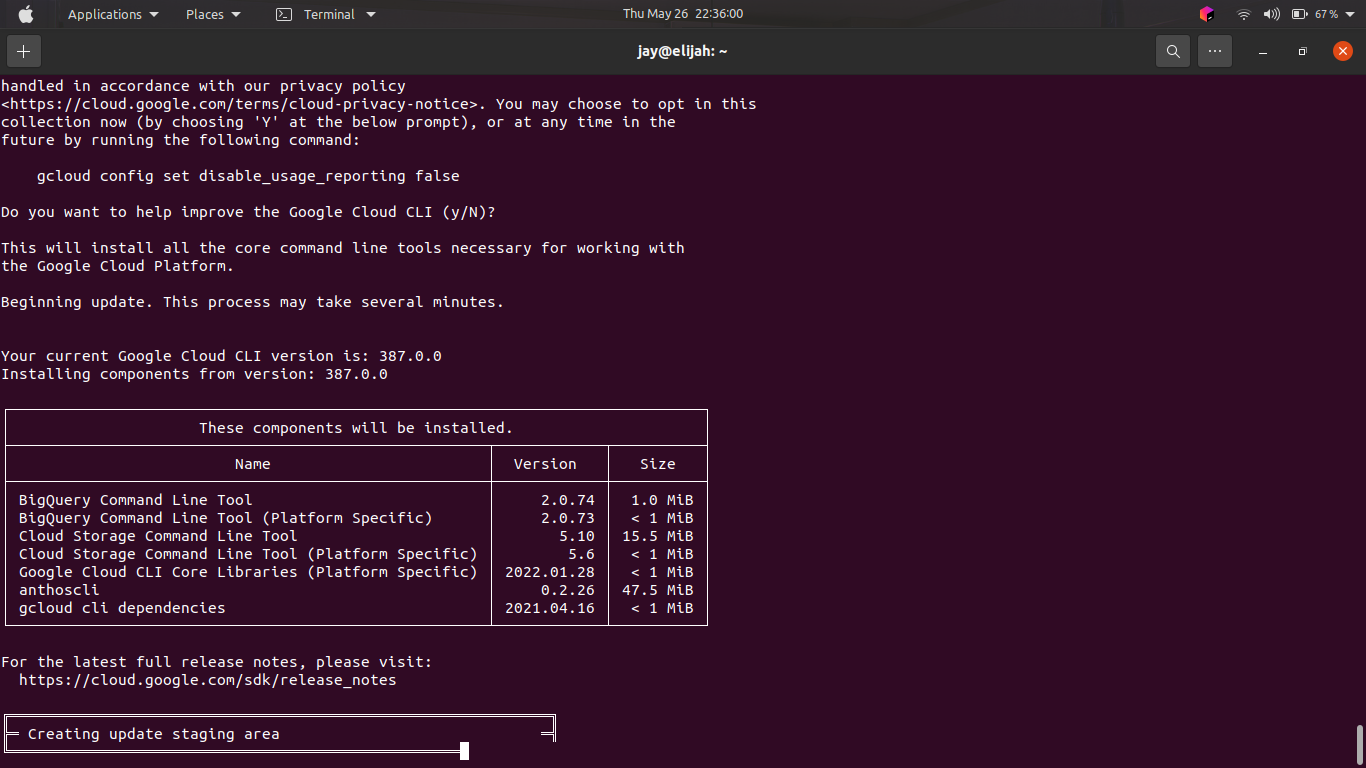 Applications Places Terminal Thu May 26 22:36:00 67 %
jay@elijah: ~
handled in accordance with our privacy policy
<https://cloud.google.com/terms/cloud-privacy-notice>. You may choose to opt in this
collection now (by choosing 'Y' at the below prompt), or at any time in the
future by running the following command:
gcloud config set disable_usage_reporting false
Do you want to help improve the Google Cloud CLI (y/N)?
This will install all the core command line tools necessary for working with
the Google Cloud Platform.
Beginning update. This process may take several minutes.
Your current Google Cloud CLI version is: 387.0.0
Installing components from version: 387.0.0
These components will be installed.
Name Version Size
BigQuery Command Line Tool 2.0.74 1.0 MiB
BigQuery Command Line Tool (Platform Specific) 2.0.73 < 1 MiB
Cloud Storage Command Line Tool 5.10 15.5 MiB
Cloud Storage Command Line Tool (Platform Specific) 5.6 < 1 MiB
Google Cloud CLI Core Libraries (Platform Specific) 2022.01.28 < 1 MiB
anthoscli 0.2.26 47.5 MiB
gcloud cli dependencies 2021.04.16 < 1 MiB
For the latest full release notes, please visit:
https://cloud.google.com/sdk/release_notes
Creating update staging area